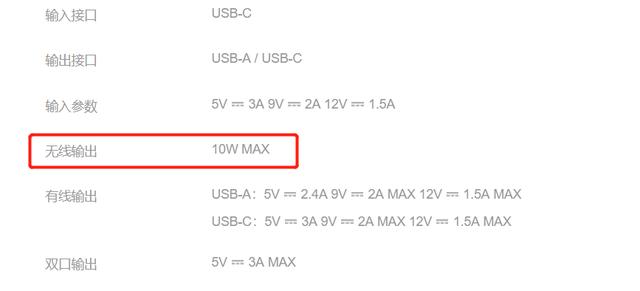 输入接口 USB-C
输出接口 USB-A / USB-C
输入参数 5V ⎓ 3A 9V ⎓ 2A 12V ⎓ 1.5A
无线输出 10W MAX
有线输出 USB-A：5V ⎓ 2.4A 9V ⎓ 2A MAX 12V ⎓ 1.5A MAX
USB-C：5V ⎓ 3A 9V ⎓ 2A MAX 12V ⎓ 1.5A MAX
双口输出 5V ⎓ 3A MAX